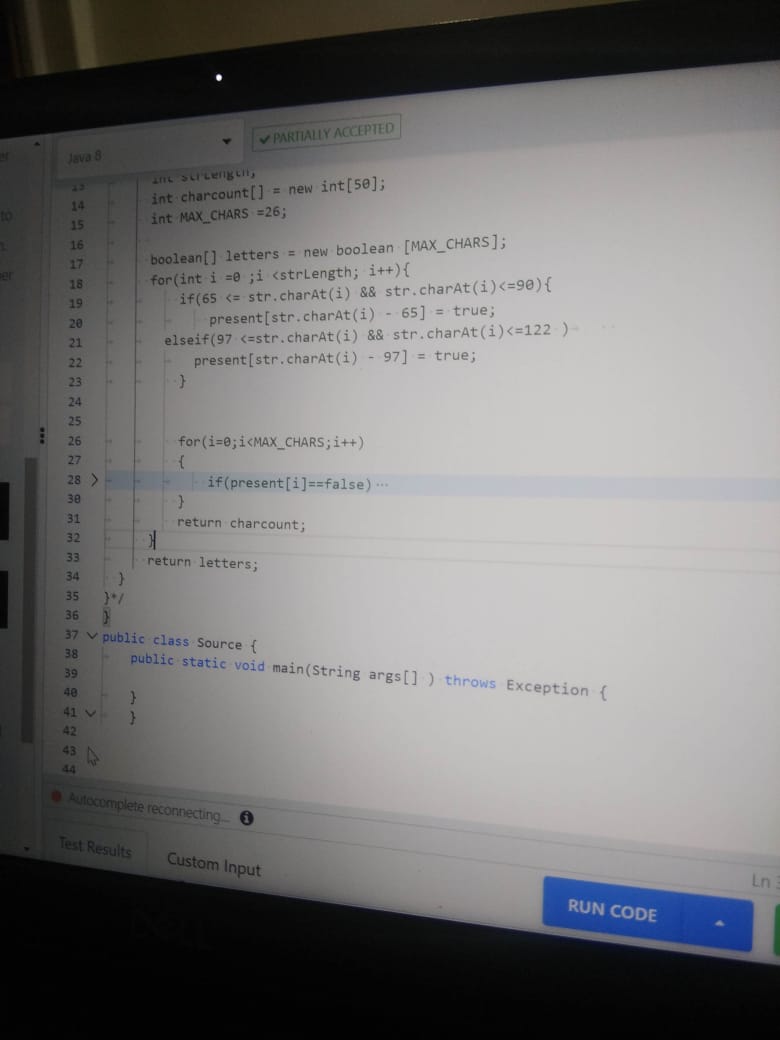 er
Java 8
✓ PARTIALLY ACCEPTED
13 int strLength;
14 int charcount[] = new int[50];
15 int MAX_CHARS =26;
16
17 boolean[] letters = new boolean [MAX_CHARS];
18 for(int i =0 ;i <strLength; i++){
19 if(65 <= str.charAt(i) && str.charAt(i)<=90){
20 present[str.charAt(i) - 65] = true;
21 elseif(97 <=str.charAt(i) && str.charAt(i)<=122 )
22 present[str.charAt(i) - 97] = true;
23 }
24
25
26 for(i=0;i<MAX_CHARS;i++)
27 {
28 > if(present[i]==false) ...
30 }
31 return charcount;
32 }
33 return letters;
34 }
35 }*/
36 }
37 public class Source {
38 public static void main(String args[] ) throws Exception {
39
40 }
41 }
42
43
44
to
er
Autocomplete reconnecting...
Test Results
Custom Input
Ln
RUN CODE